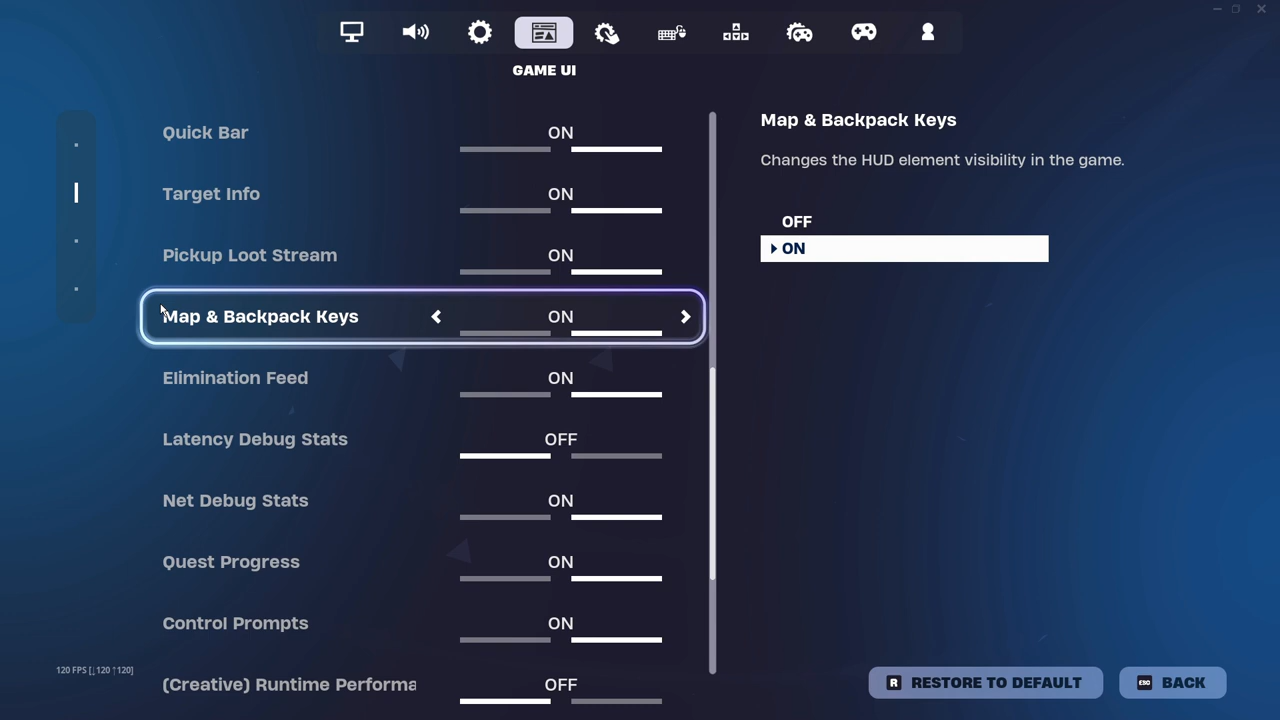 GAME UI
Quick Bar ON
Target Info ON
Pickup Loot Stream ON
Map & Backpack Keys ON
Elimination Feed ON
Latency Debug Stats OFF
Net Debug Stats ON
Quest Progress ON
Control Prompts ON
(Creative) Runtime Performa OFF
Map & Backpack Keys
Changes the HUD element visibility in the game.
OFF
ON
120 FPS [↓120 ↑120]
R RESTORE TO DEFAULT
ESC BACK